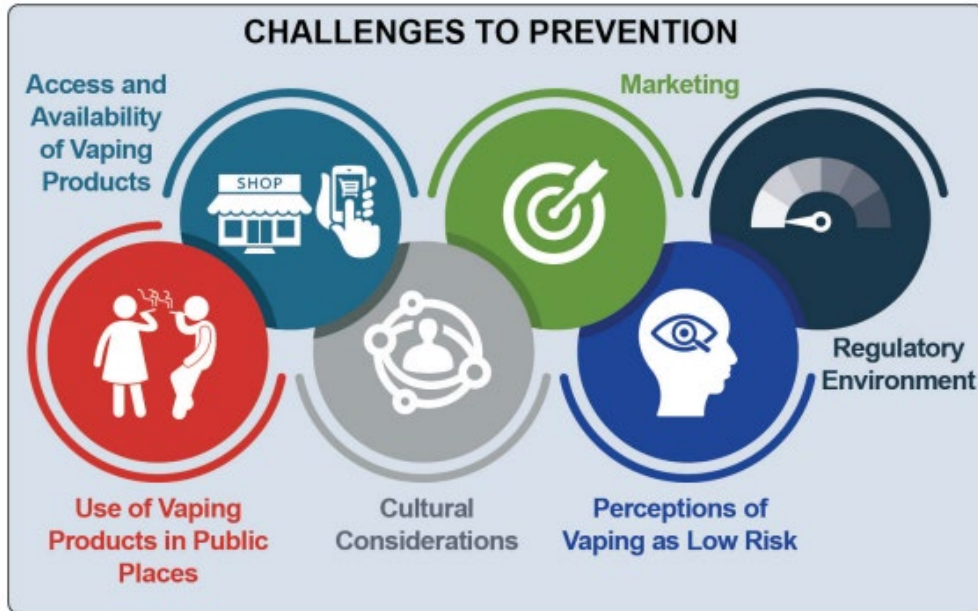 CHALLENGES TO PREVENTION
Access and
Availability
of Vaping
Products
SHOP
Marketing
Regulatory
Environment
Use of Vaping
Products in Public
Places
Cultural
Considerations
Perceptions of
Vaping as Low Risk